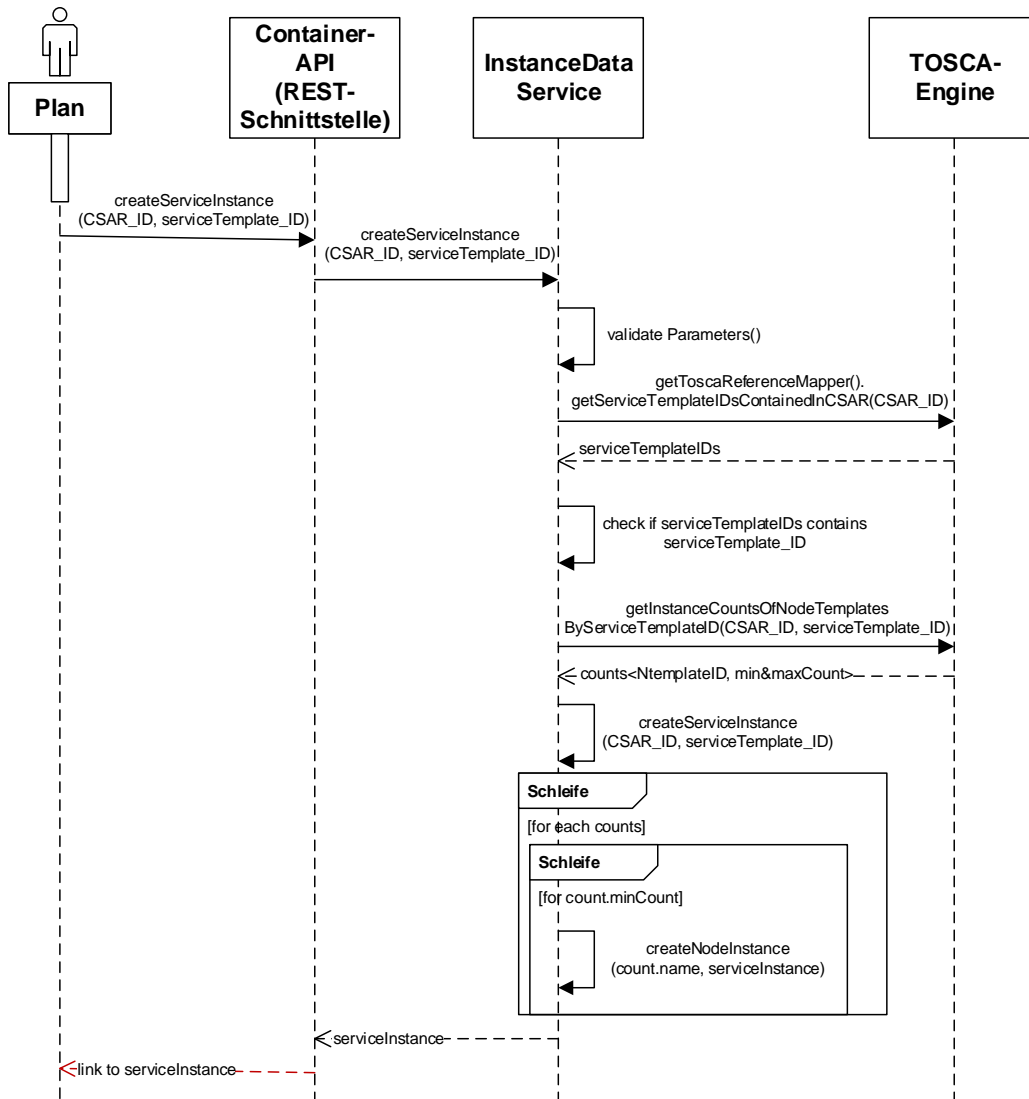 Plan
Container-
API
(REST-
Schnittstelle)
InstanceData
Service
TOSCA-
Engine
createServiceInstance
(CSAR_ID, serviceTemplate_ID)
createServiceInstance
(CSAR_ID, serviceTemplate_ID)
validate Parameters()
getToscaReferenceMapper().
getServiceTemplateIDsContainedInCSAR(CSAR_ID)
serviceTemplateIDs
check if serviceTemplateIDs contains
serviceTemplate_ID
getInstanceCountsOfNodeTemplates
ByServiceTemplateID(CSAR_ID, serviceTemplate_ID)
counts<NtemplateID, min&maxCount>
createServiceInstance
(CSAR_ID, serviceTemplate_ID)
Schleife
[for each counts]
Schleife
[for count.minCount]
createNodeInstance
(count.name, serviceInstance)
serviceInstance
link to serviceInstance